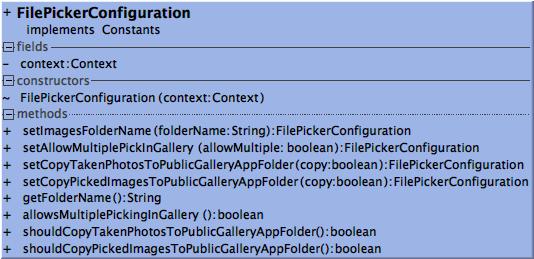 + FilePickerConfiguration
implements Constants
fields
- context:Context
constructors
~ FilePickerConfiguration (context:Context)
methods
+ setImagesFolderName (folderName:String):FilePickerConfiguration
+ setAllowMultiplePickInGallery (allowMultiple: boolean):FilePickerConfiguration
+ setCopyTakenPhotosToPublicGalleryAppFolder (copy:boolean):FilePickerConfiguration
+ setCopyPickedImagesToPublicGalleryAppFolder (copy:boolean):FilePickerConfiguration
+ getFolderName():String
+ allowsMultiplePickingInGallery ():boolean
+ shouldCopyTakenPhotosToPublicGalleryAppFolder():boolean
+ shouldCopyPickedImagesToPublicGalleryAppFolder():boolean